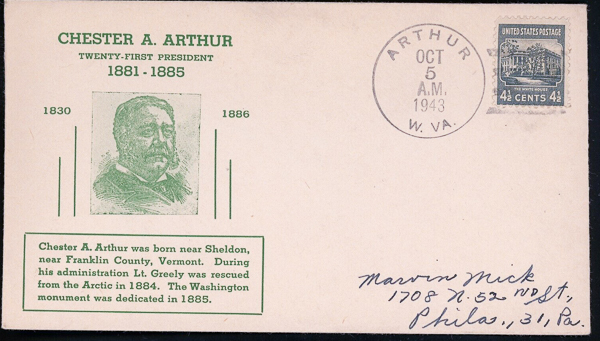 CHESTER A. ARTHUR
TWENTY-FIRST PRESIDENT
1881 - 1885
1830
1886
Chester A. Arthur was born near Sheldon,
near Franklin County, Vermont. During
his administration Lt. Greely was rescued
from the Arctic in 1884. The Washington
monument was dedicated in 1885.
ARTHUR
OCT
5
A.M.
1943
W. VA.
UNITED STATES POSTAGE
THE WHITE HOUSE
4½ CENTS 4½
Marvin Mick
1708 N. 52 ND St.,
Phila., 31, Pa.